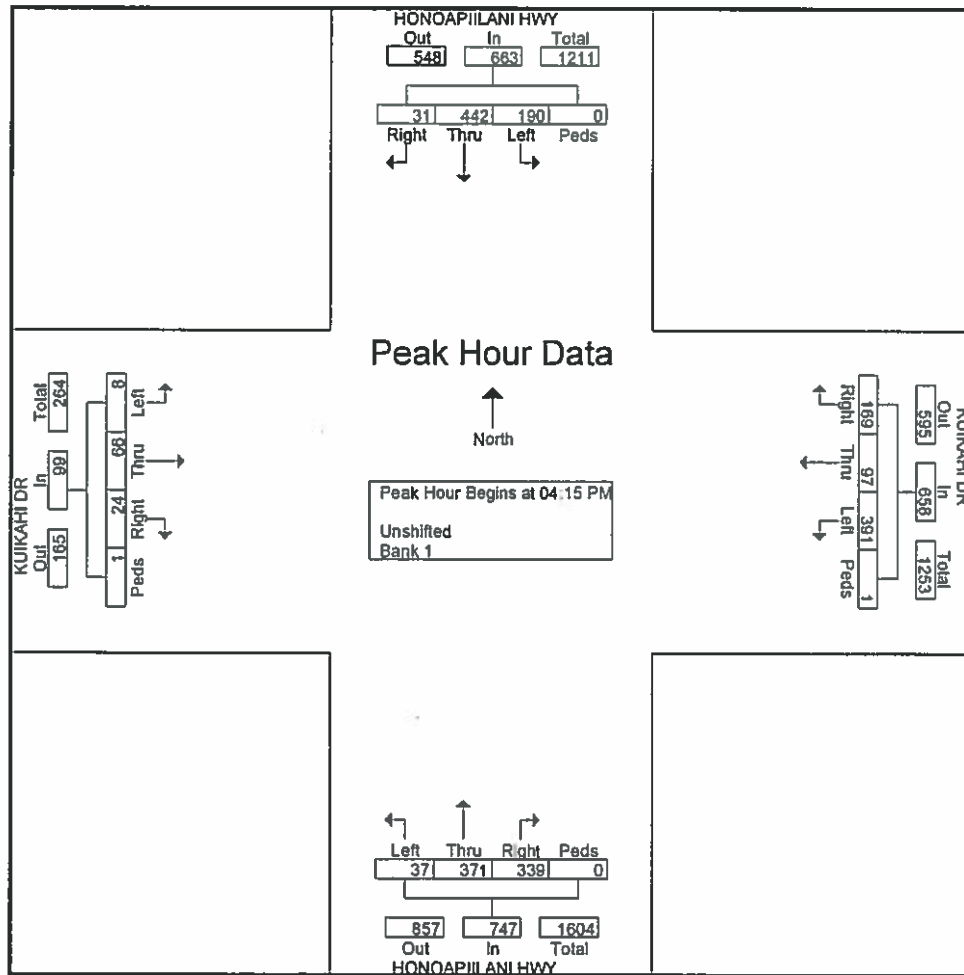 HONOAPIILANI HWY
Out In Total
548 663 1211
31 442 190 0
Right Thru Left Peds
Peak Hour Data
North
Peak Hour Begins at 04:15 PM
Unshifted
Bank 1
KUIKAHI DR
Total In Out
264 99 165
8 66 24 1
Left Thru Right Peds
KUIKAHI DR
Out In Total
595 658 1253
169 97 391 1
Right Thru Left Peds
Left Thru Right Peds
37 371 339 0
857 747 1604
Out In Total
HONOAPIILANI HWY